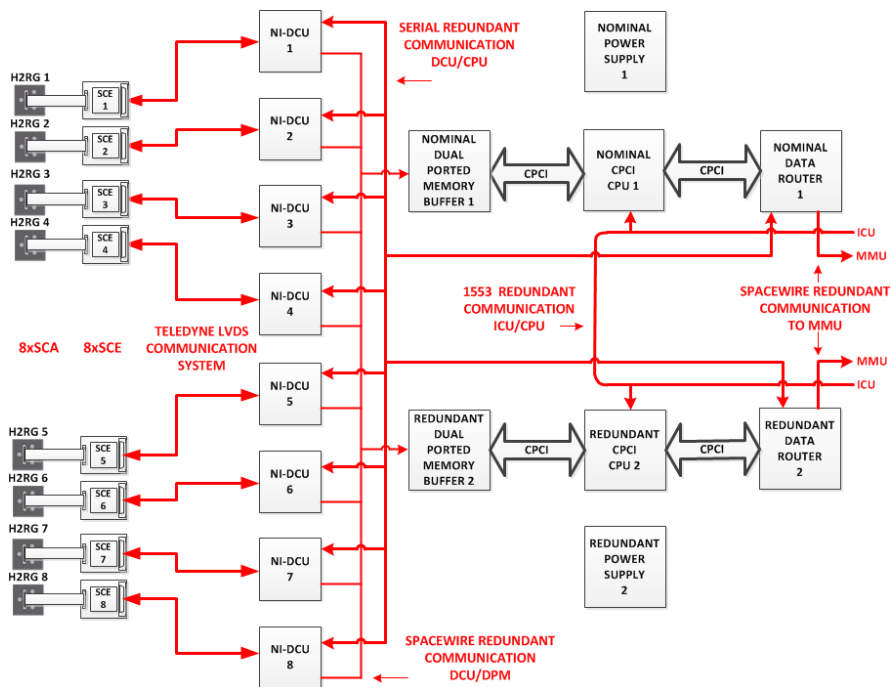 NI-DCU
1
SERIAL REDUNDANT
COMMUNICATION
DCU/CPU
NOMINAL
POWER
SUPPLY
1
H2RG 1
SCE
1
H2RG 2
SCE
2
NI-DCU
2
NOMINAL
DUAL
PORTED
MEMORY
BUFFER 1
CPCI
NOMINAL
CPCI
CPU 1
CPCI
NOMINAL
DATA
ROUTER
1
H2RG 3
SCE
3
H2RG 4
SCE
4
NI-DCU
3
ICU
MMU
NI-DCU
4
1553 REDUNDANT
COMMUNICATION
ICU/CPU
SPACEWIRE REDUNDANT
COMMUNICATION
TO MMU
8xSCA
8xSCE
TELEDYNE LVDS
COMMUNICATION
SYSTEM
MMU
ICU
NI-DCU
5
H2RG 5
SCE
5
H2RG 6
SCE
6
NI-DCU
6
REDUNDANT
DUAL
PORTED
MEMORY
BUFFER 2
CPCI
REDUNDANT
CPCI
CPU 2
CPCI
REDUNDANT
DATA
ROUTER
2
H2RG 7
SCE
7
H2RG 8
SCE
8
NI-DCU
7
REDUNDANT
POWER
SUPPLY
2
NI-DCU
8
SPACEWIRE REDUNDANT
COMMUNICATION
DCU/DPM